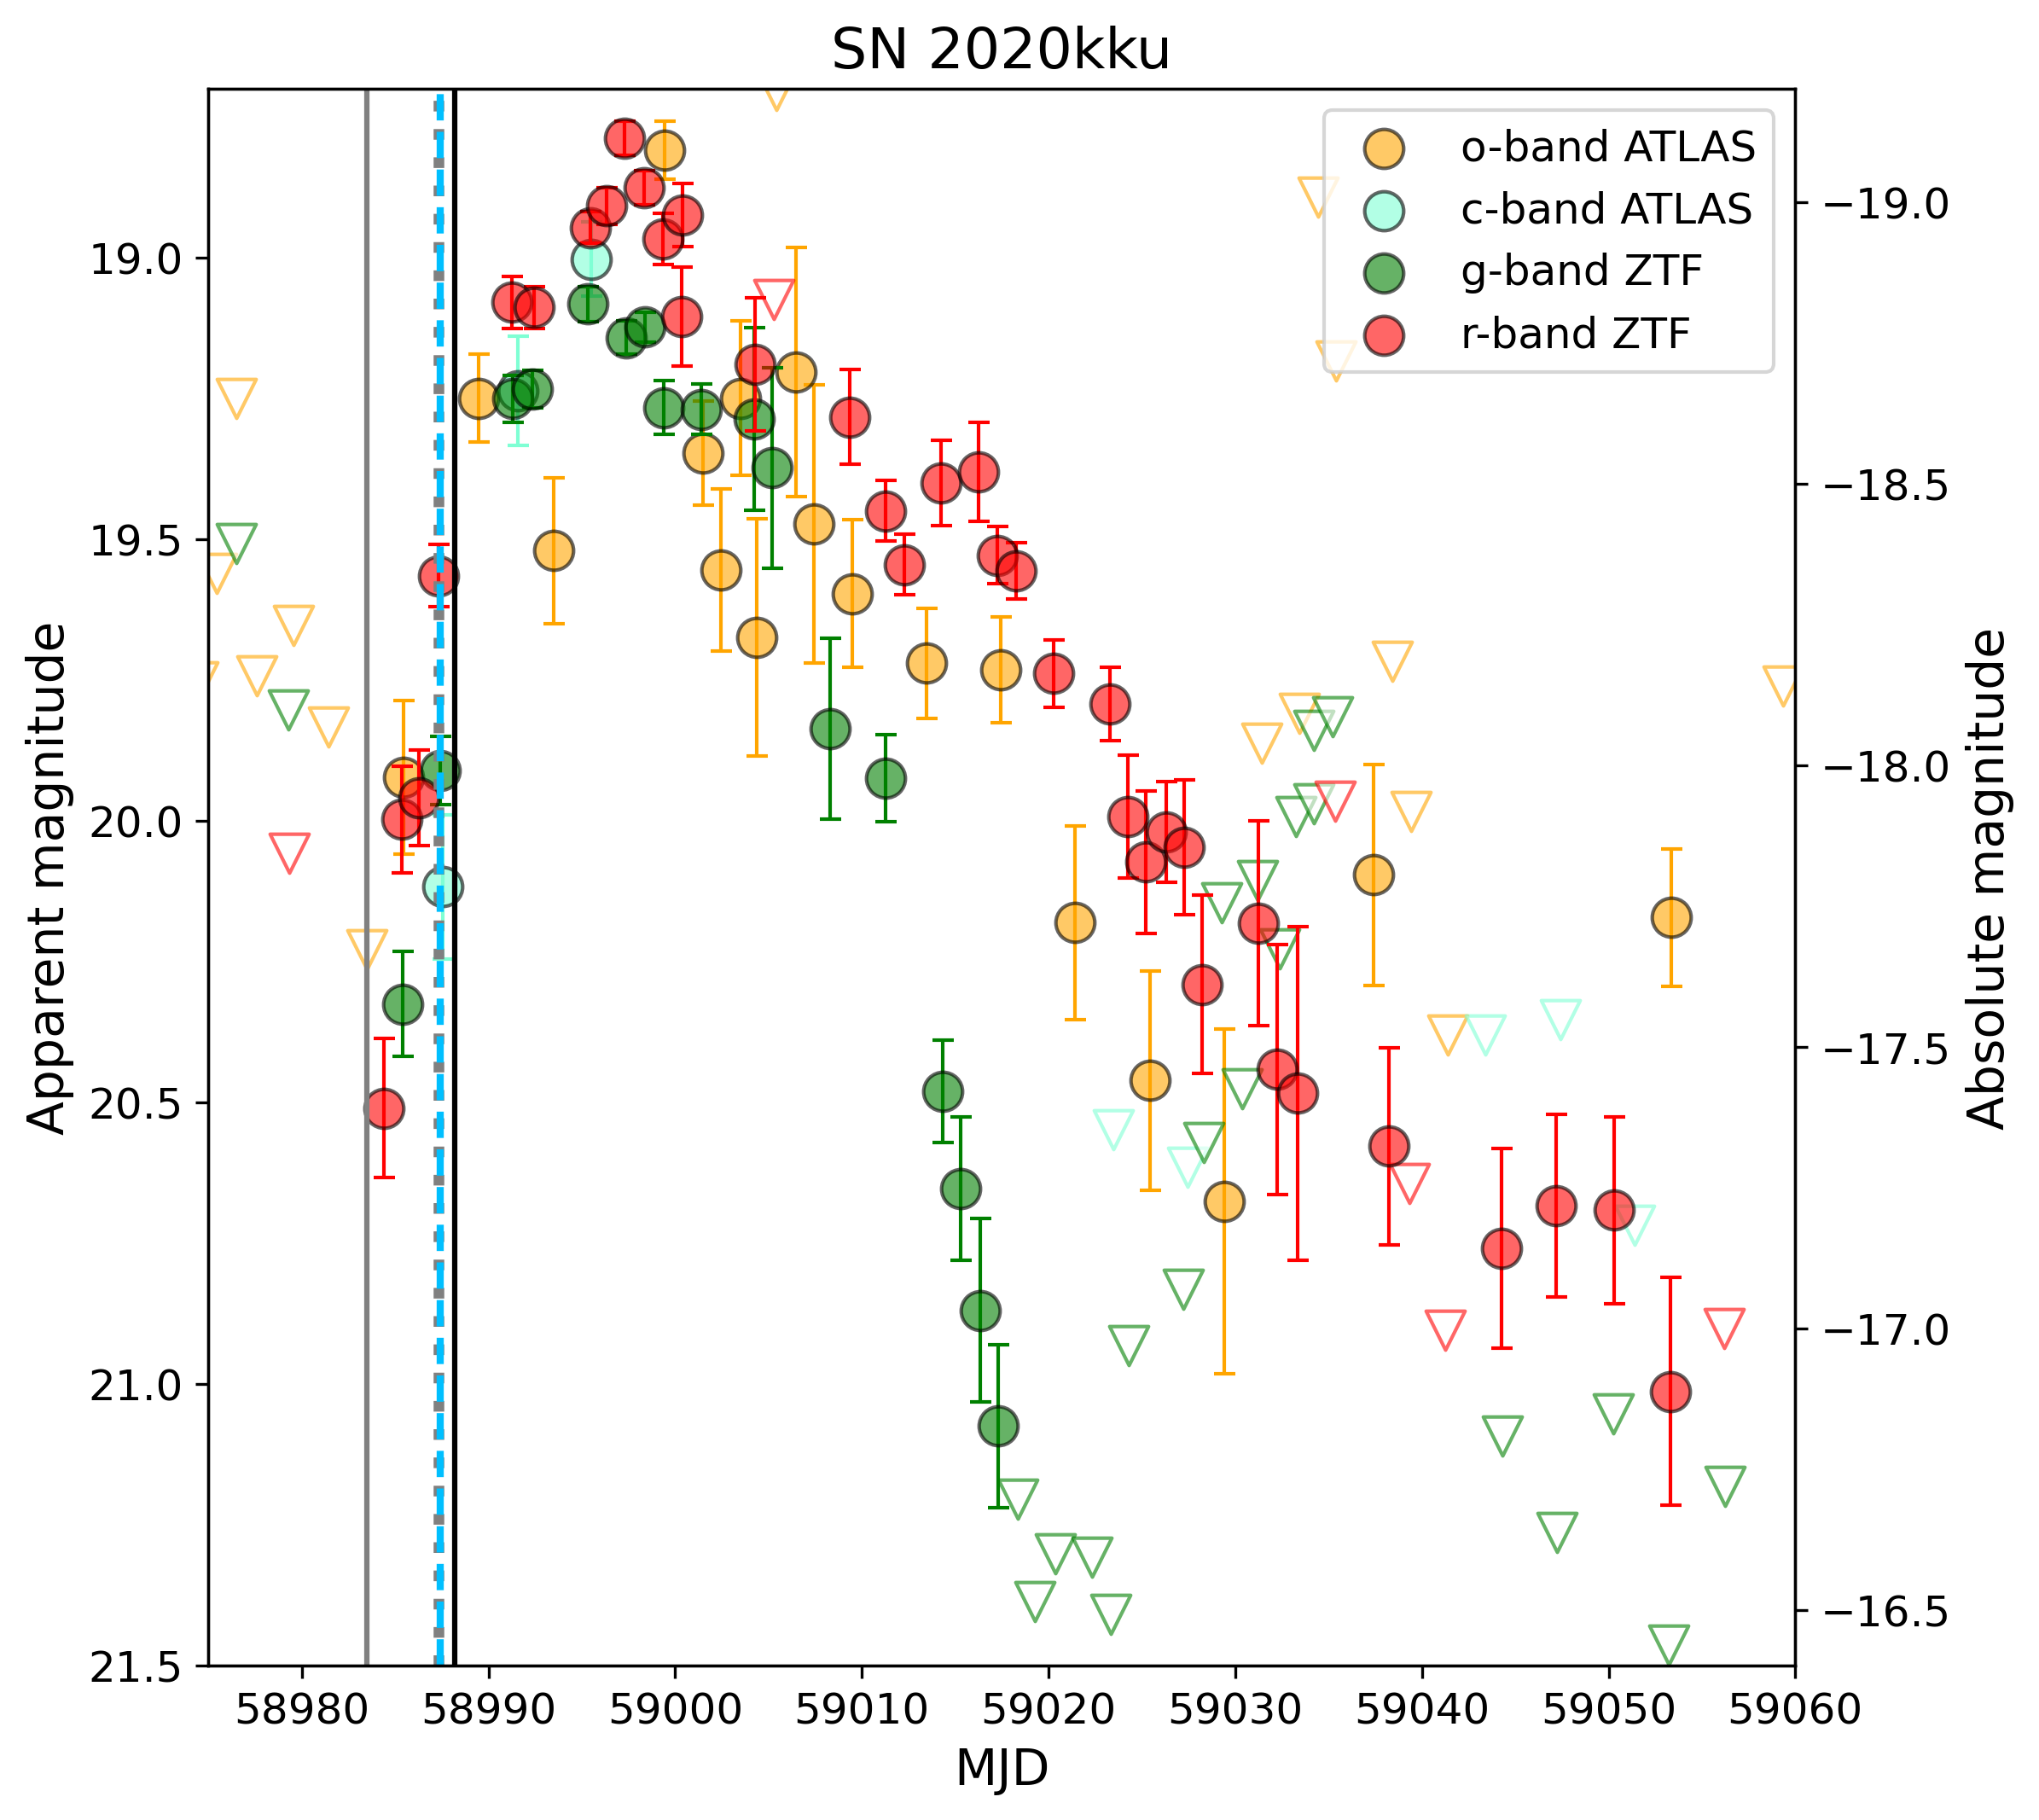 SN 2020kku
o-band ATLAS
c-band ATLAS
g-band ZTF
r-band ZTF
19.0
19.5
20.0
20.5
21.0
21.5
Apparent magnitude
−19.0
−18.5
−18.0
−17.5
−17.0
−16.5
Absolute magnitude
58980 58990 59000 59010 59020 59030 59040 59050 59060
MJD